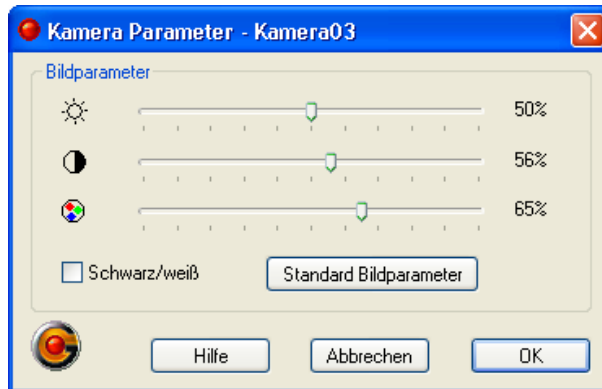 Kamera Parameter - Kamera03
Bildparameter
50%
56%
65%
Schwarz/weiß Standard Bildparameter
Hilfe Abbrechen OK